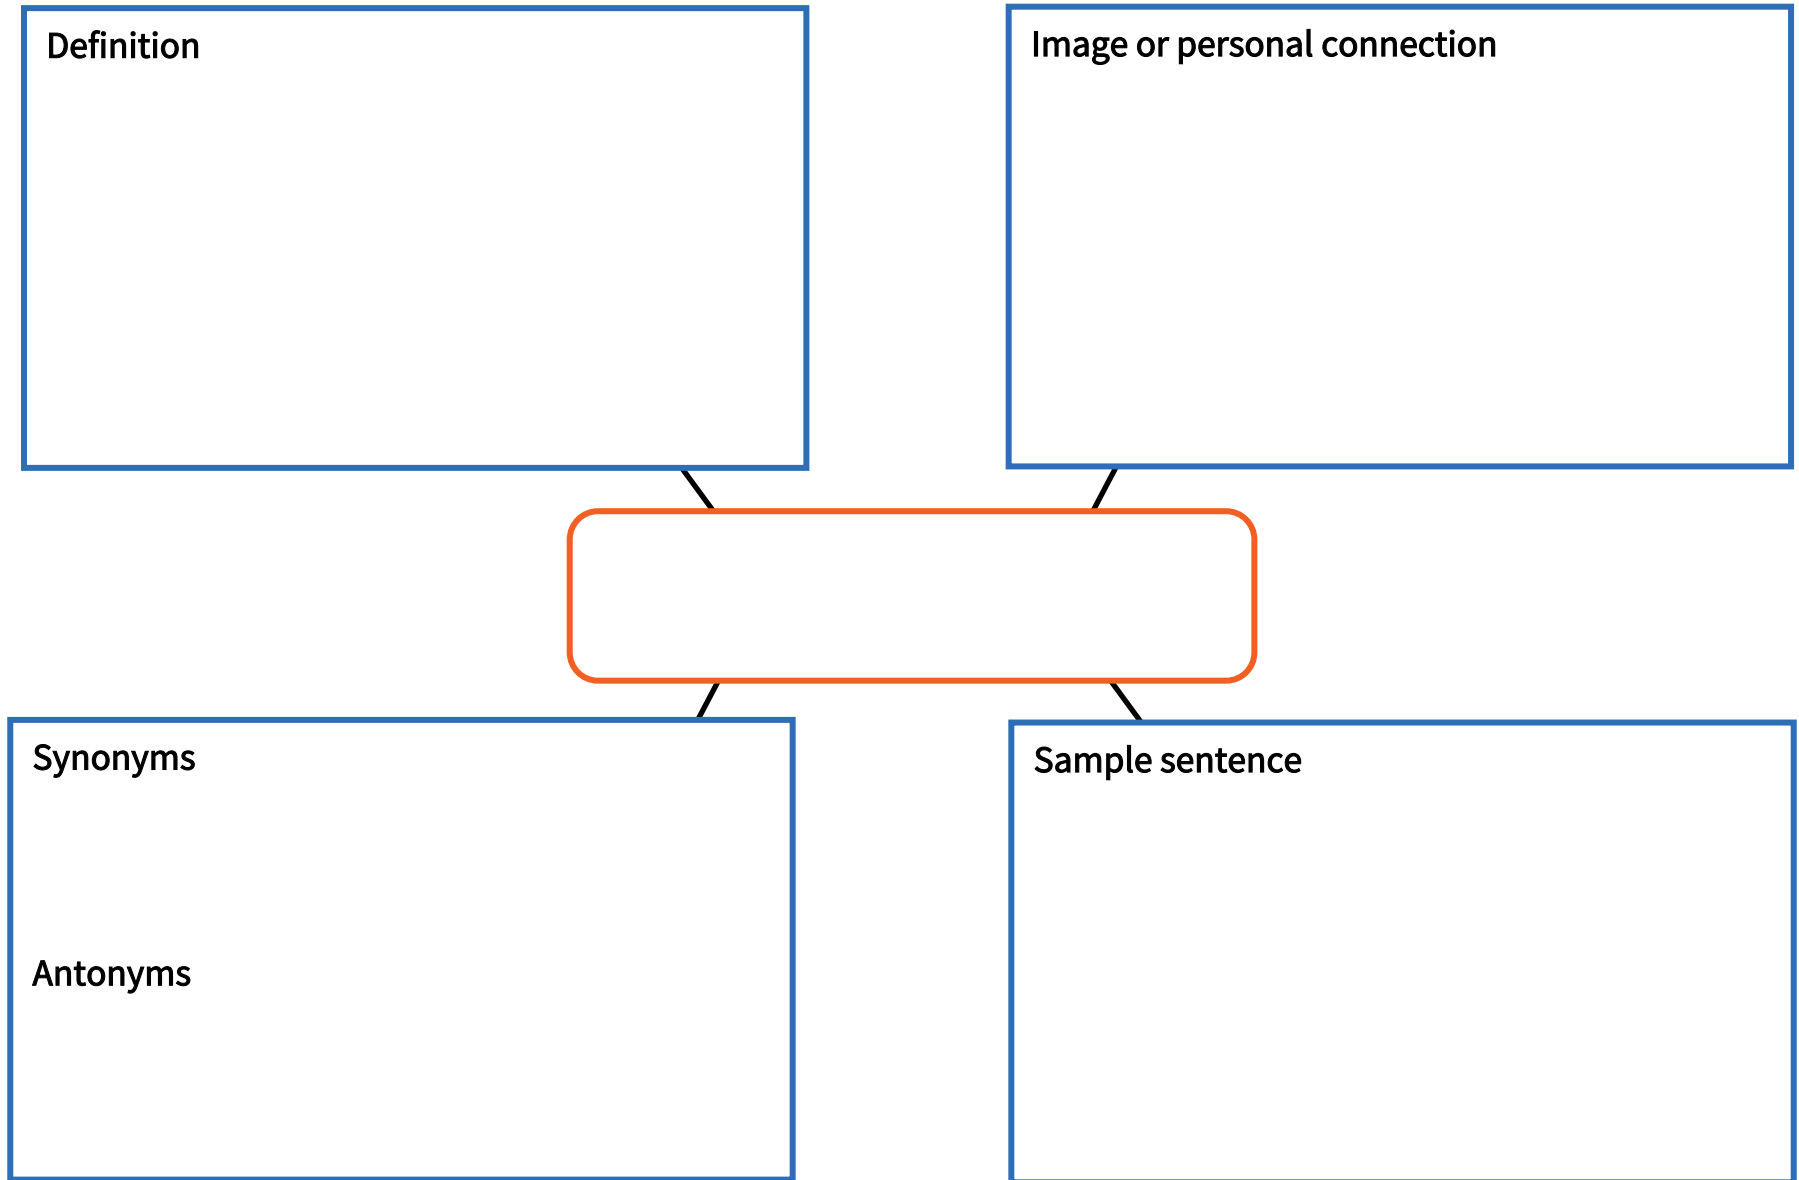 Definition
Image or personal connection
Synonyms
Antonyms
Sample sentence